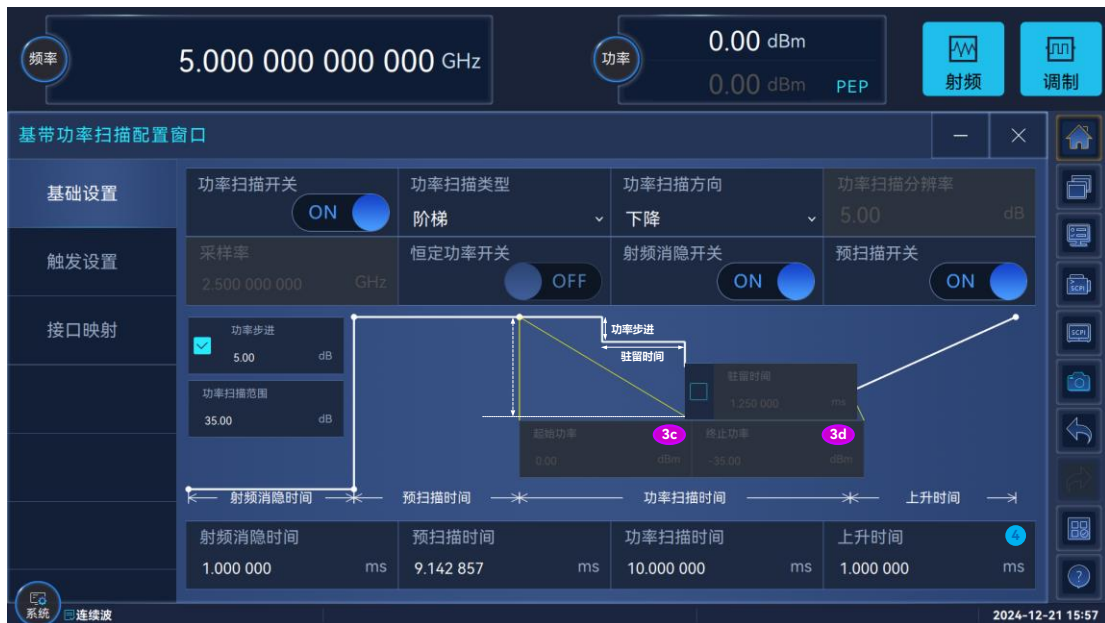 频率
5.000 000 000 000 GHz
功率
0.00 dBm
0.00 dBm PEP
射频
调制
基带功率扫描配置窗口
基础设置
触发设置
接口映射
功率扫描开关
ON
功率扫描类型
阶梯
功率扫描方向
下降
功率扫描分辨率
5.00 dB
采样率
2.500 000 000 GHz
恒定功率开关
OFF
射频消隐开关
ON
预扫描开关
ON
功率步进
5.00 dB
功率扫描范围
35.00 dB
功率步进
驻留时间
驻留时间
1.250 000 ms
起始功率 3c
0.00 dBm
终止功率 3d
-35.00 dBm
射频消隐时间
预扫描时间
功率扫描时间
上升时间
射频消隐时间
1.000 000 ms
预扫描时间
9.142 857 ms
功率扫描时间
10.000 000 ms
上升时间 4
1.000 000 ms
SCPI
SCPI
系统
连续波
2024-12-21 15:57